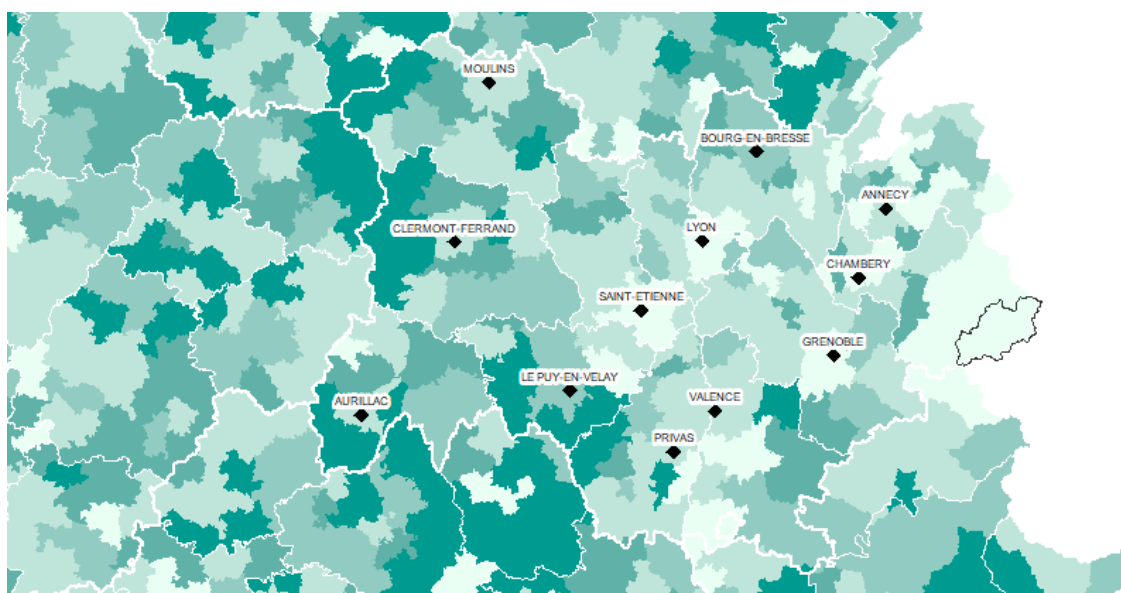 MOULINS
BOURG-EN-BRESSE
ANNECY
CLERMONT-FERRAND
LYON
CHAMBERY
SAINT-ETIENNE
GRENOBLE
LE PUY-EN-VELAY
AURILLAC
VALENCE
PRIVAS